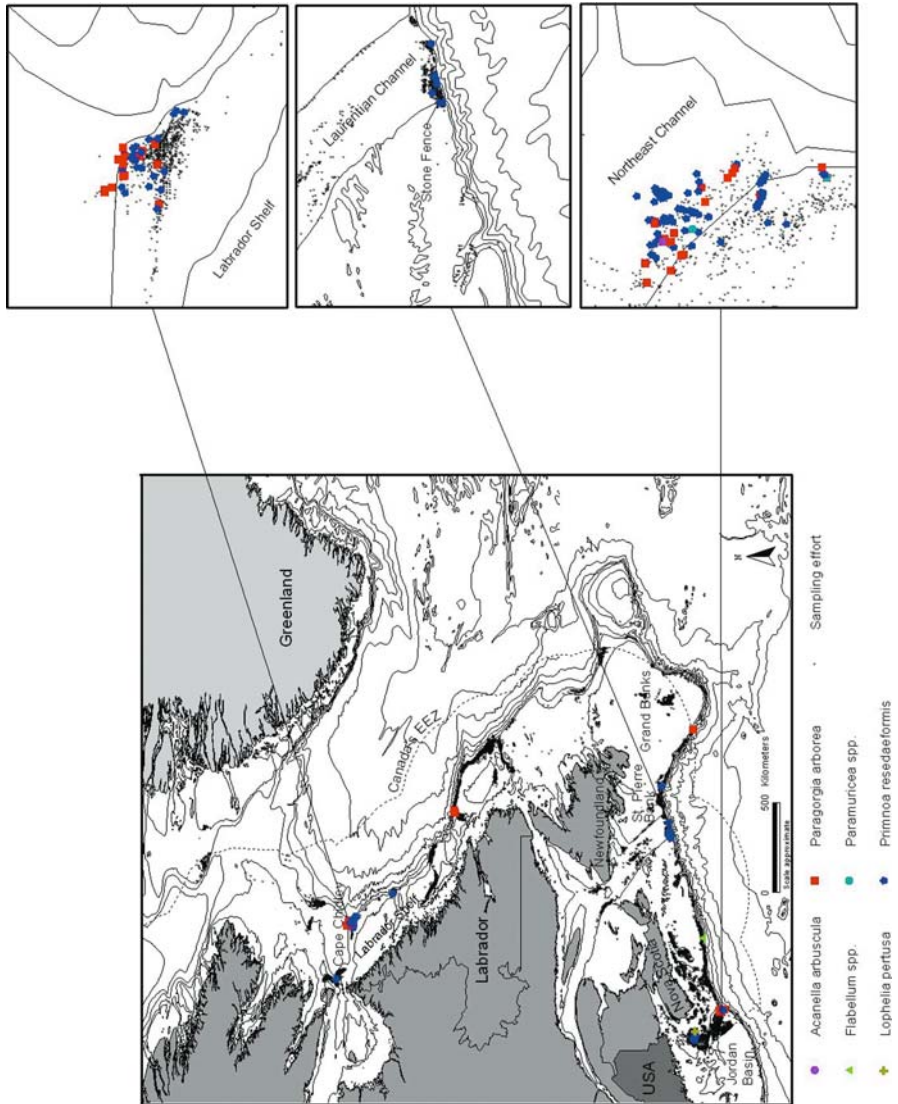 Greenland
Canada's EEZ
Labrador Shelf
Labrador
Newfoundland
St. Pierre
Bank
Grand Banks
Nova Scotia
USA
Jordan
Basin
N
0 500 Kilometers
Scale approximate
Labrador Shelf
Laurentian Channel
Stone Fence
Northeast Channel
Acanella arbuscula
Paragorgia arborea
Sampling effort
Flabellum spp.
Paramuricea spp.
Lophelia pertusa
Primnoa resedaeformis